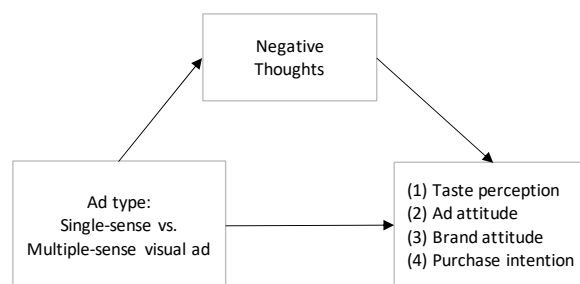 Negative
Thoughts
Ad type:
Single-sense vs.
Multiple-sense visual ad
(1) Taste perception
(2) Ad attitude
(3) Brand attitude
(4) Purchase intention